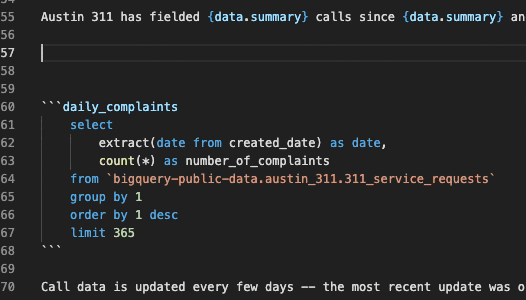 55 Austin 311 has fielded {data.summary} calls since {data.summary} an
56
57
58
59
60 ```daily_complaints
61 select
62 extract(date from created_date) as date,
63 count(*) as number_of_complaints
64 from `bigquery-public-data.austin_311.311_service_requests`
65 group by 1
66 order by 1 desc
67 limit 365
68 ```
69
70 Call data is updated every few days -- the most recent update was o